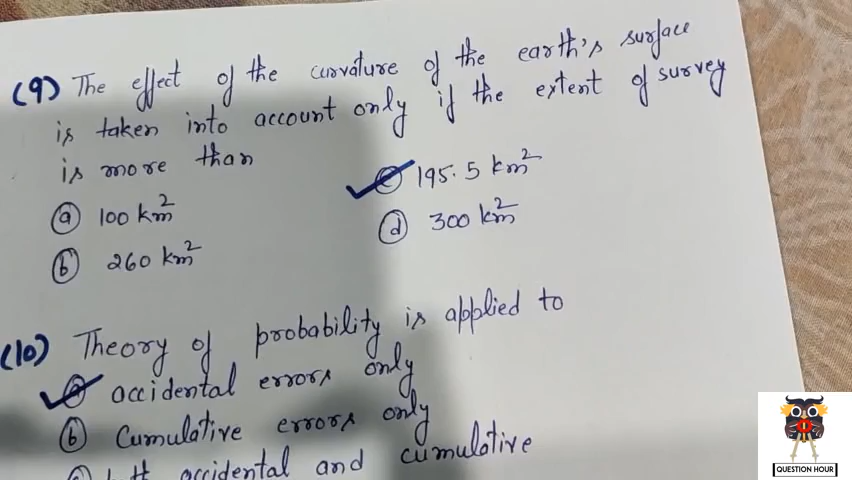 (9) The effect of the curvature of the earth's surface
is taken into account only if the extent of survey
is more than
(a) 100 km²
(b) 260 km²
(c) 195.5 km²
(d) 300 km²
(10) Theory of probability is applied to
(a) accidental errors only
(b) Cumulative errors only
accidental and cumulative
QUESTION HOUR